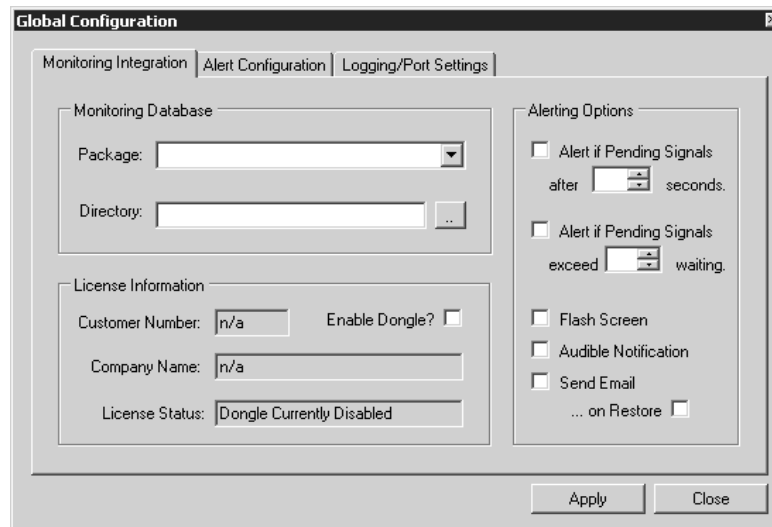 Global Configuration
Monitoring Integration Alert Configuration Logging/Port Settings
Monitoring Database
Package:
Directory:
..
License Information
Customer Number: n/a Enable Dongle?
Company Name: n/a
License Status: Dongle Currently Disabled
Alerting Options
Alert if Pending Signals
after seconds.
Alert if Pending Signals
exceed waiting.
Flash Screen
Audible Notification
Send Email
... on Restore
Apply Close